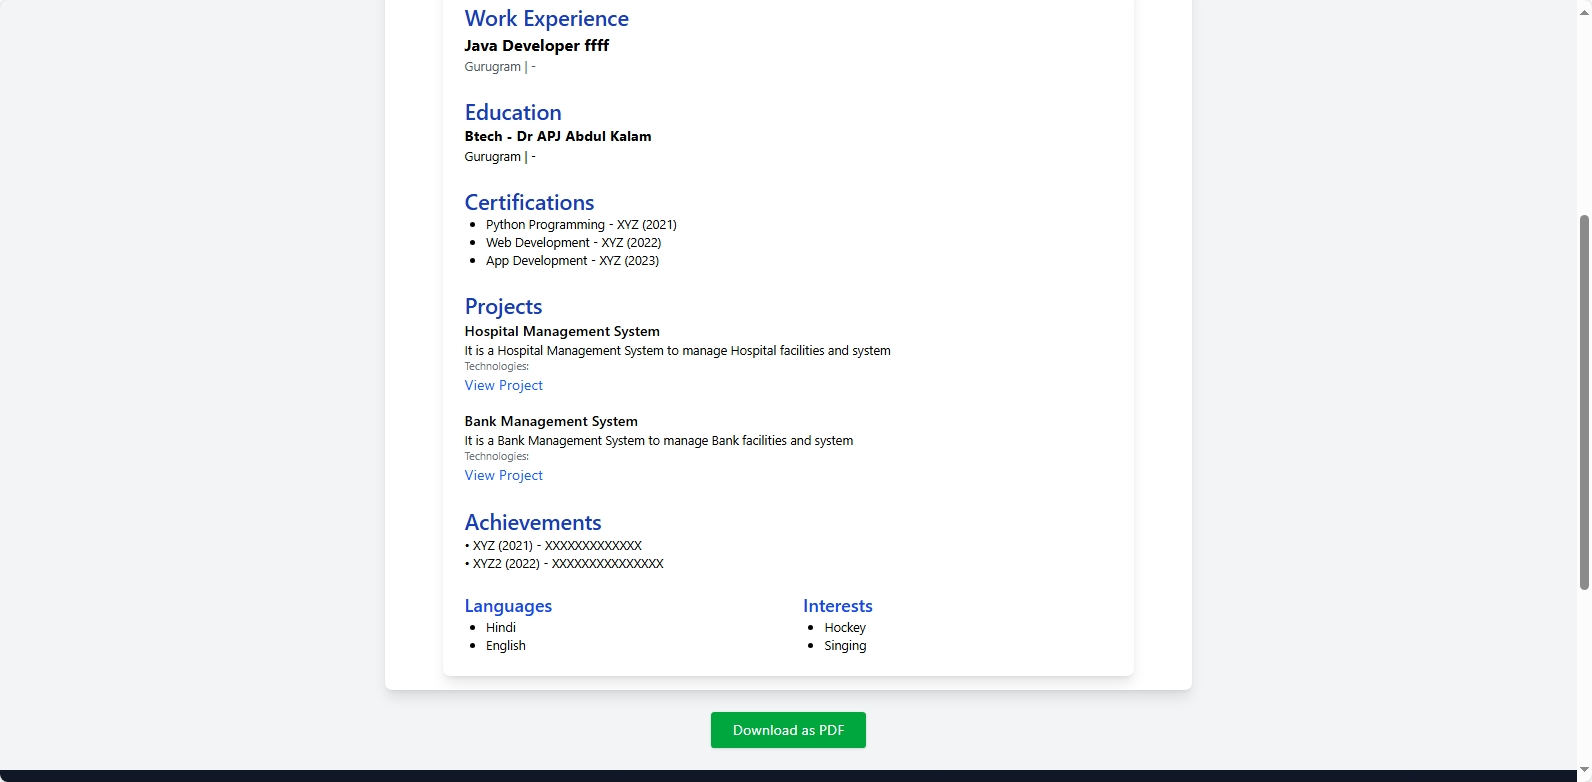 Work Experience
Java Developer ffff
Gurugram | -
Education
Btech - Dr APJ Abdul Kalam
Gurugram | -
Certifications
• Python Programming - XYZ (2021)
• Web Development - XYZ (2022)
• App Development - XYZ (2023)
Projects
Hospital Management System
It is a Hospital Management System to manage Hospital facilities and system
Technologies:
View Project
Bank Management System
It is a Bank Management System to manage Bank facilities and system
Technologies:
View Project
Achievements
• XYZ (2021) - XXXXXXXXXXXXX
• XYZ2 (2022) - XXXXXXXXXXXXXXX
Languages
• Hindi
• English
Interests
• Hockey
• Singing
Download as PDF